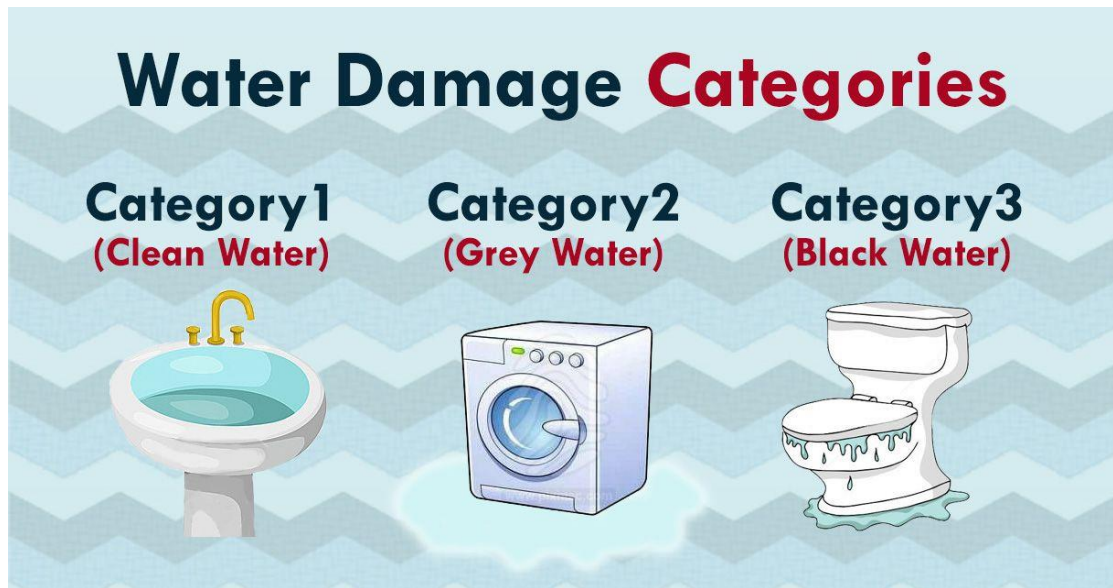 Water Damage Categories
Category1
(Clean Water)
Category2
(Grey Water)
Category3
(Black Water)